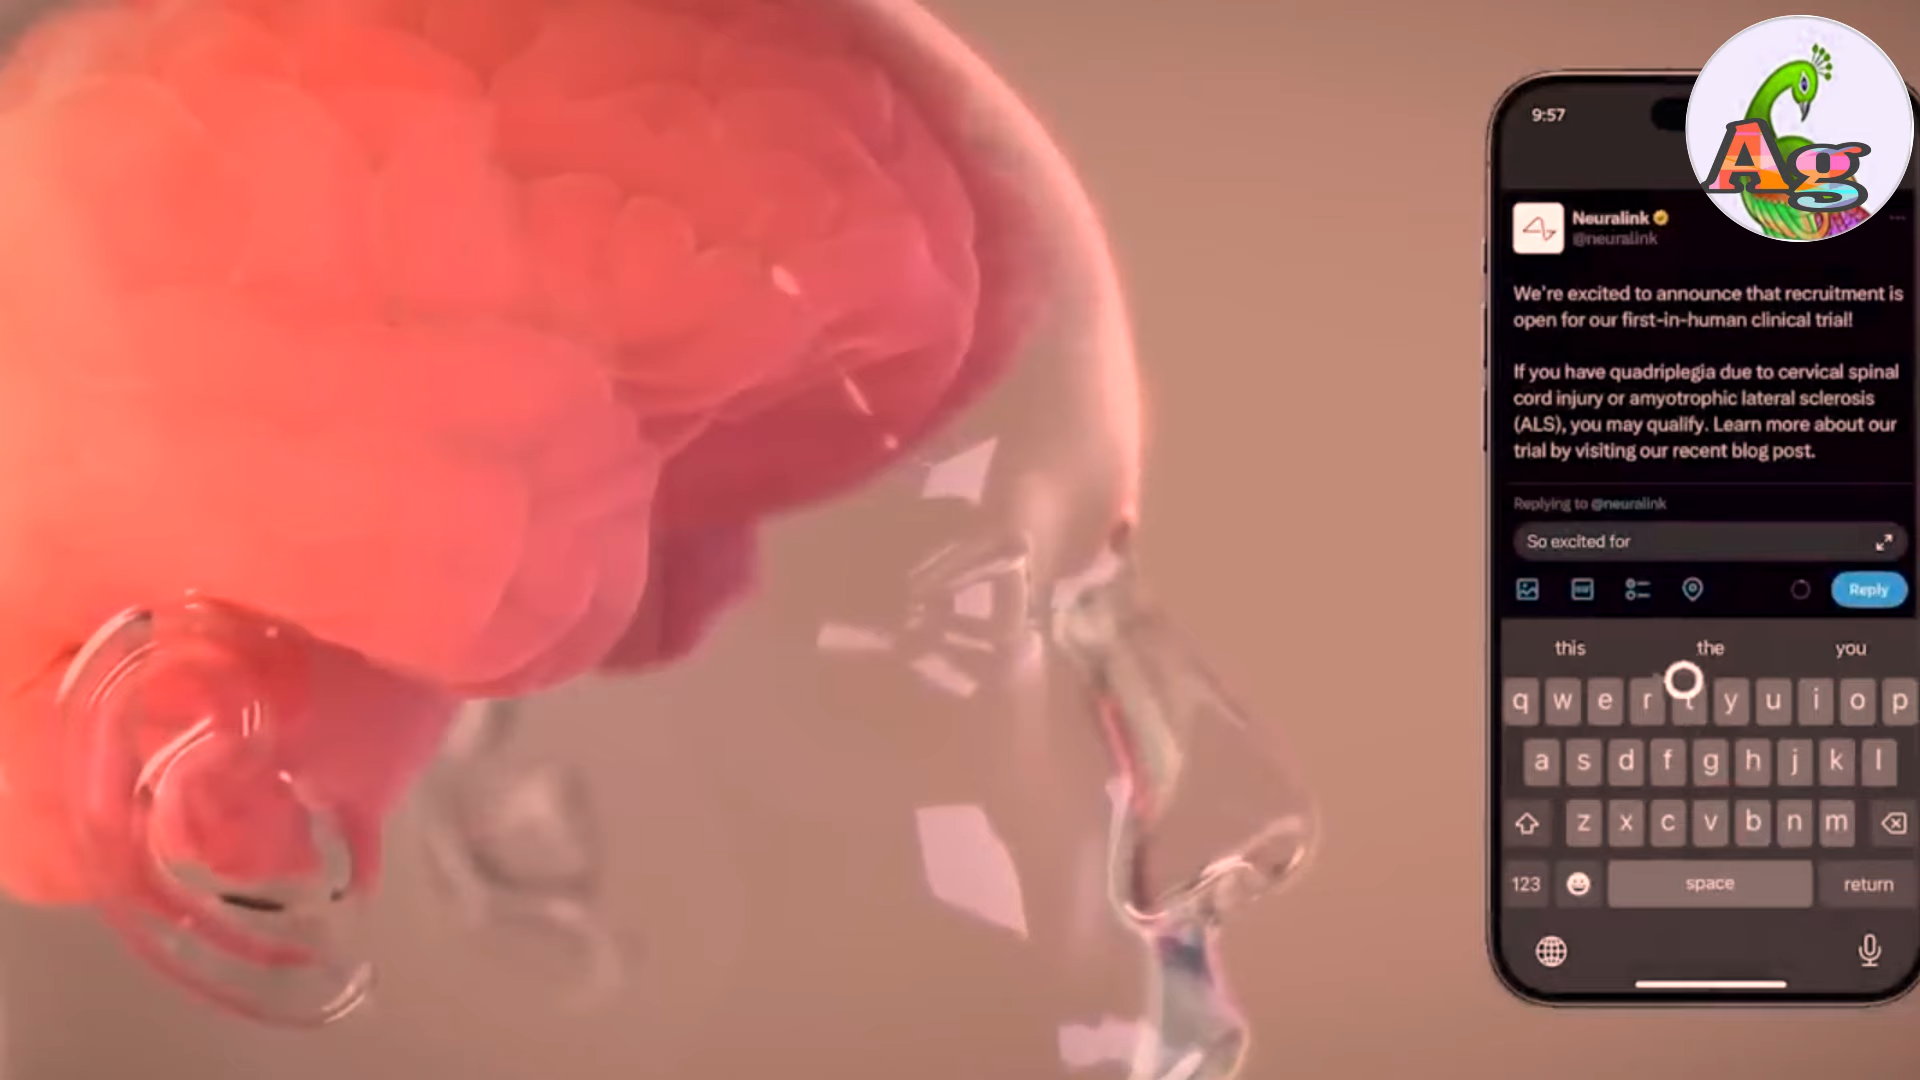 9:57
Ag
Neuralink
@neuralink
We're excited to announce that recruitment is
open for our first-in-human clinical trial!
If you have quadriplegia due to cervical spinal
cord injury or amyotrophic lateral sclerosis
(ALS), you may qualify. Learn more about our
trial by visiting our recent blog post.
Replying to @neuralink
So excited for
Reply
this the you
q w e r t y u i o p
a s d f g h j k l
z x c v b n m
123 space return